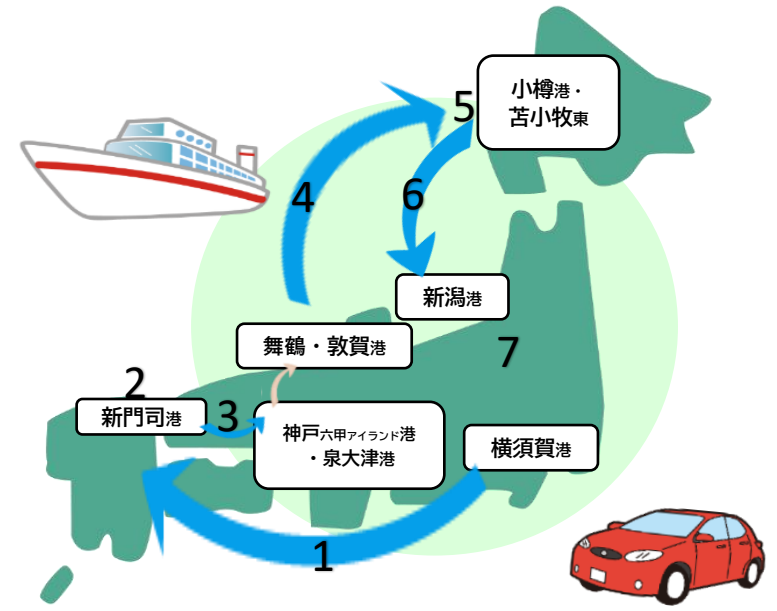 小樽港・
苫小牧東
5
4
6
新潟港
舞鶴・敦賀港
7
2
新門司港
3
神戸六甲アイランド港
・泉大津港
横須賀港
1